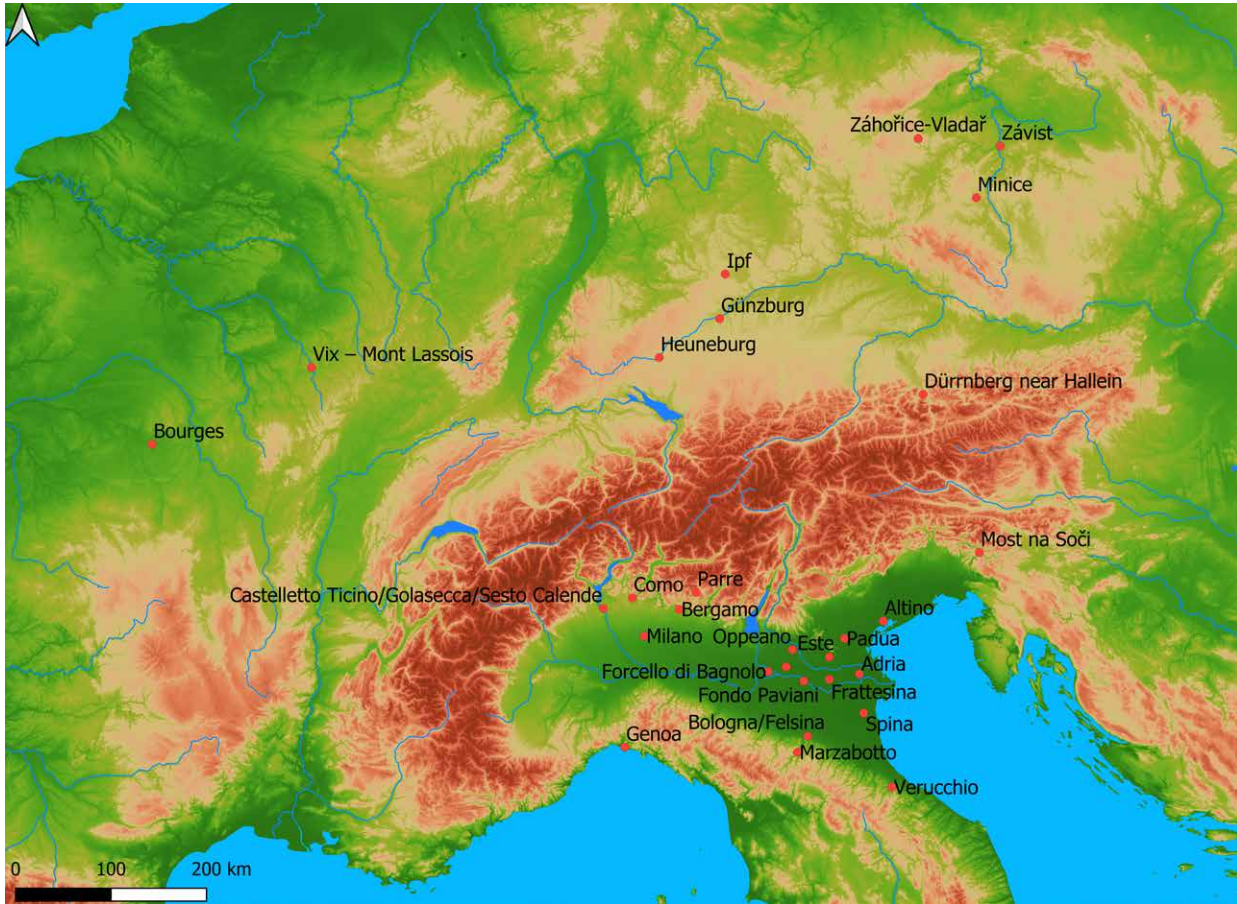 Záhořice-Vladař
Závist
Minice
Ipf
Günzburg
Heuneburg
Vix – Mont Lassois
Dürrnberg near Hallein
Bourges
Most na Soči
Castelletto Ticino/Golasecca/Sesto Calende
Como
Parre
Bergamo
Altino
Milano
Oppeano
Este
Padua
Forcello di Bagnolo
Adria
Fondo Paviani
Frattesina
Bologna/Felsina
Spina
Genoa
Marzabotto
Verucchio
0 100 200 km